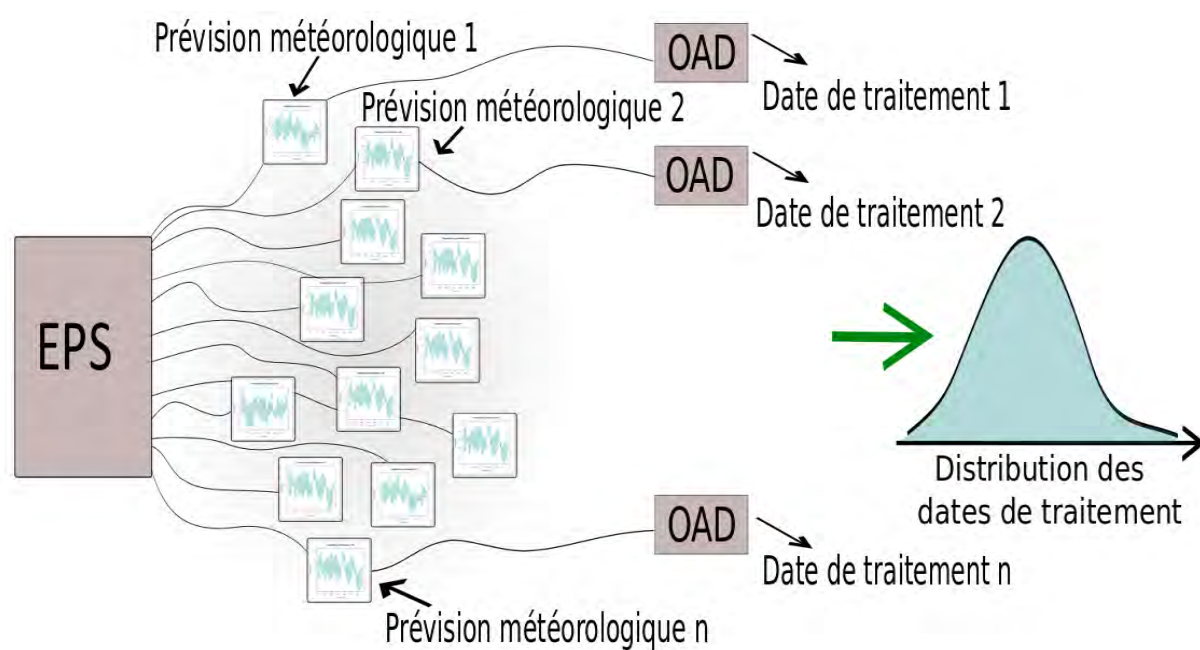 Prévision météorologique 1
OAD
Date de traitement 1
Prévision météorologique 2
OAD
Date de traitement 2
EPS
Distribution des
dates de traitement
OAD
Date de traitement n
Prévision météorologique n